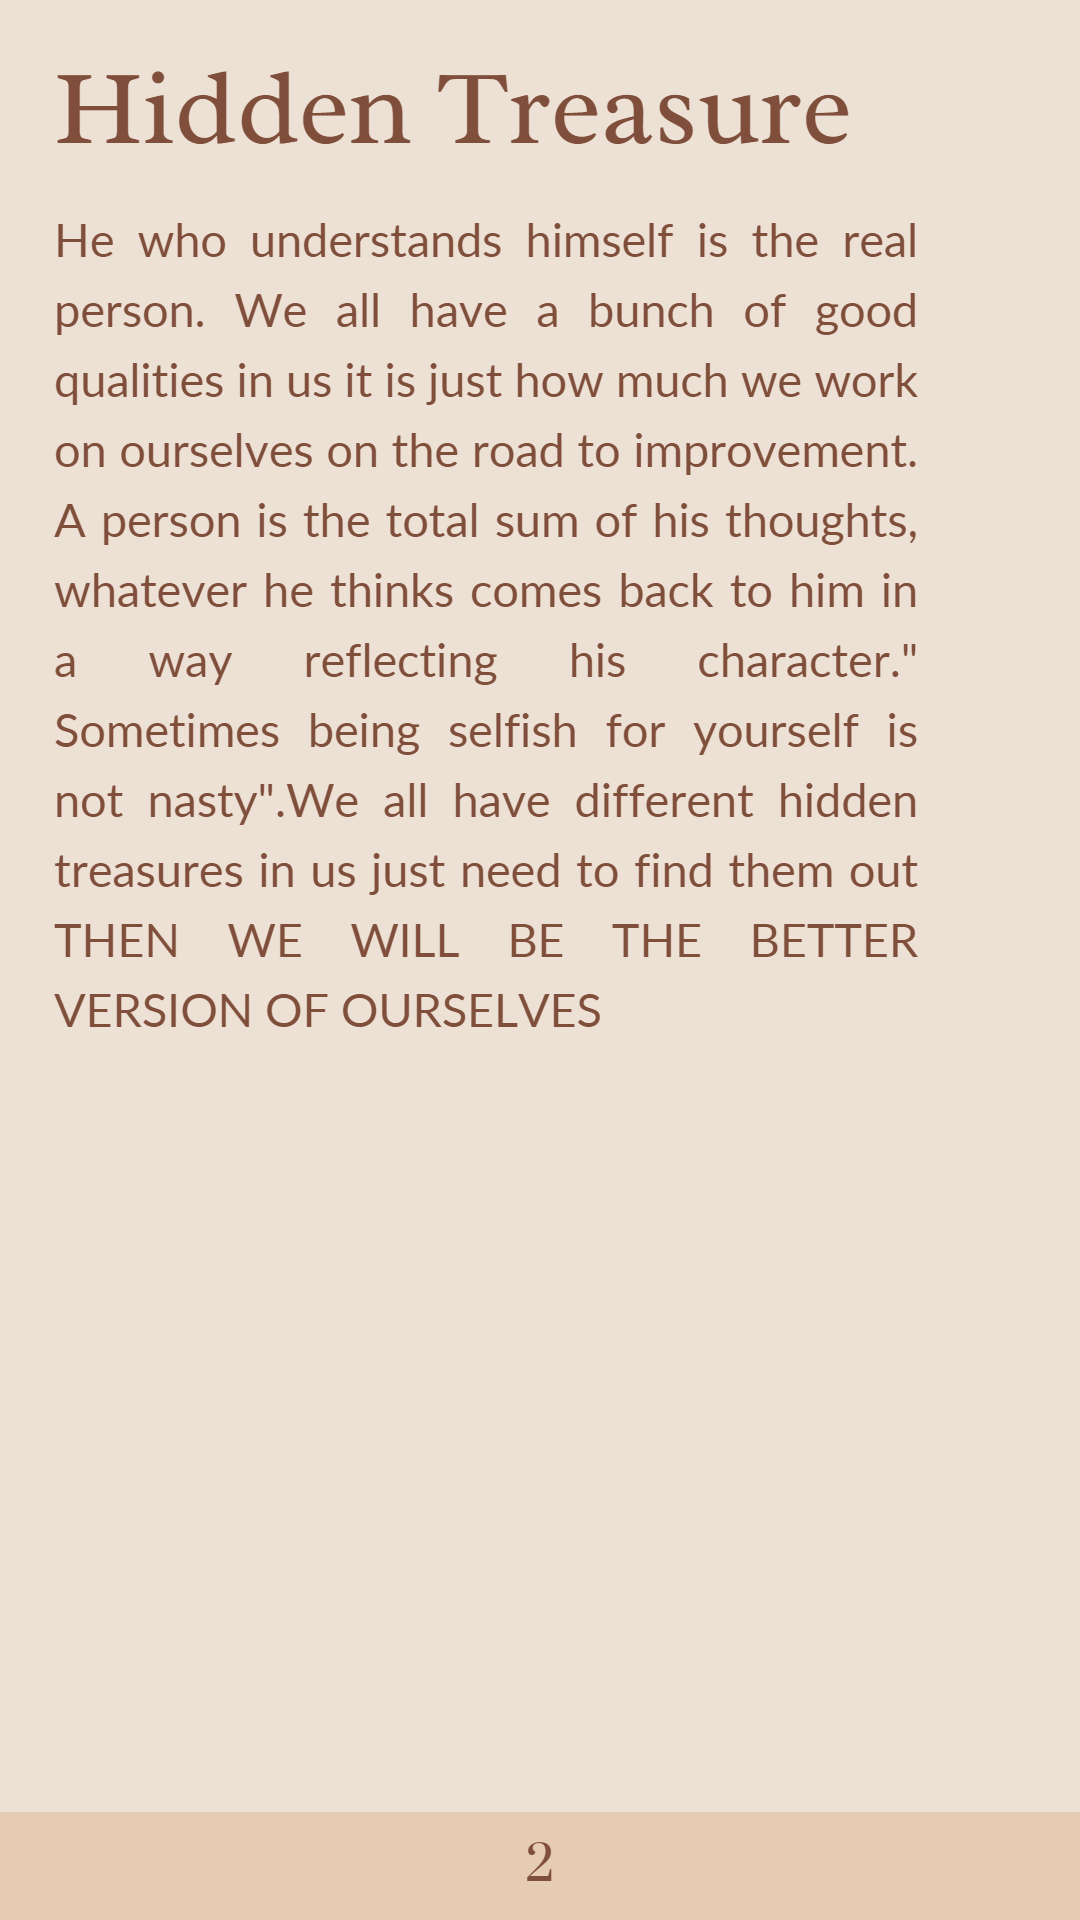 Hidden Treasure
He who understands himself is the real
person. We all have a bunch of good
qualities in us it is just how much we work
on ourselves on the road to improvement.
A person is the total sum of his thoughts,
whatever he thinks comes back to him in
a way reflecting his character."
Sometimes being selfish for yourself is
not nasty".We all have different hidden
treasures in us just need to find them out
THEN WE WILL BE THE BETTER
VERSION OF OURSELVES
2